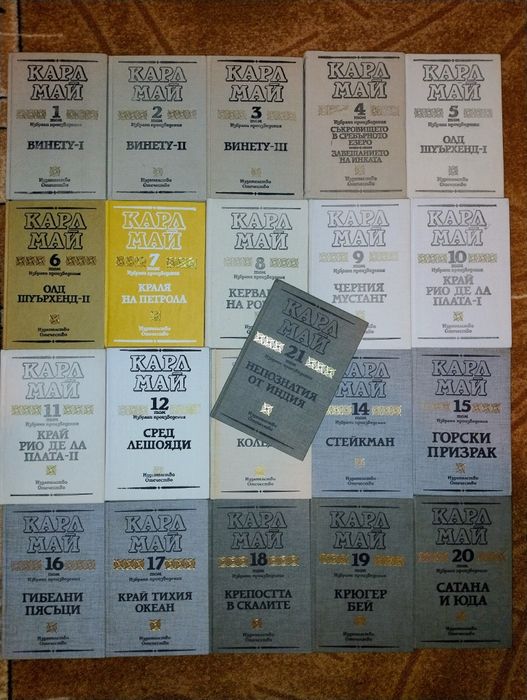 КАРЛ
МАЙ
1
том
Избрани произведения
ВИНЕТУ-I
Издателство
Отечество
КАРЛ
МАЙ
2
том
Избрани произведения
ВИНЕТУ-II
Издателство
Отечество
КАРЛ
МАЙ
3
том
Избрани произведения
ВИНЕТУ-III
Издателство
Отечество
КАРЛ
МАЙ
4
том
Избрани произведения
СЪКРОВИЩЕТО
В СРЕБЪРНОТО
ЕЗЕРО
ЗАВЕЩАНИЕТО
НА ИНКАТА
Издателство
Отечество
КАРЛ
МАЙ
5
том
Избрани произведения
ОЛД
ШУЪРХЕНД-I
Издателство
Отечество
КАРЛ
МАЙ
6
том
Избрани произведения
ОЛД
ШУЪРХЕНД-II
Издателство
Отечество
КАРЛ
МАЙ
7
том
Избрани произведения
КРАЛЯ
НА ПЕТРОЛА
Издателство
Отечество
КАРЛ
МАЙ
8
том
Избрани произведения
КАРЛ
МАЙ
9
том
Избрани произведения
ЧЕРНИЯ
МУСТАНГ
Издателство
Отечество
КАРЛ
МАЙ
10
том
Избрани произведения
КРАЙ
РИО ДЕ ЛА
ПЛАТА-I
Издателство
Отечество
КАРЛ
МАЙ
21
НЕПОЗНАТИЯ
ОТ ИНДИЯ
Издателство
Отечество
КАРЛ
МАЙ
11
том
Избрани произведения
КРАЙ
РИО ДЕ ЛА
ПЛАТА-II
Издателство
Отечество
КАРЛ
МАЙ
12
том
Избрани произведения
СРЕД
ЛЕШОЯДИ
Издателство
Отечество
Издателство
Отечество
МАЙ
14
том
Избрани произведения
СТЕЙКМАН
Издателство
Отечество
КАРЛ
МАЙ
15
том
Избрани произведения
ГОРСКИ
ПРИЗРАК
Издателство
Отечество
КАРЛ
МАЙ
16
том
Избрани произведения
ГИБЕЛНИ
ПЯСЪЦИ
Издателство
Отечество
КАРЛ
МАЙ
17
том
Избрани произведения
КРАЙ ТИХИЯ
ОКЕАН
Издателство
Отечество
КАРЛ
МАЙ
18
том
Избрани произведения
КРЕПОСТТА
В СКАЛИТЕ
Издателство
Отечество
КАРЛ
МАЙ
19
том
Избрани произведения
КРЮГЕР
БЕЙ
Издателство
Отечество
КАРЛ
МАЙ
20
том
Избрани произведения
САТАНА
И ЮДА
Издателство
Отечество